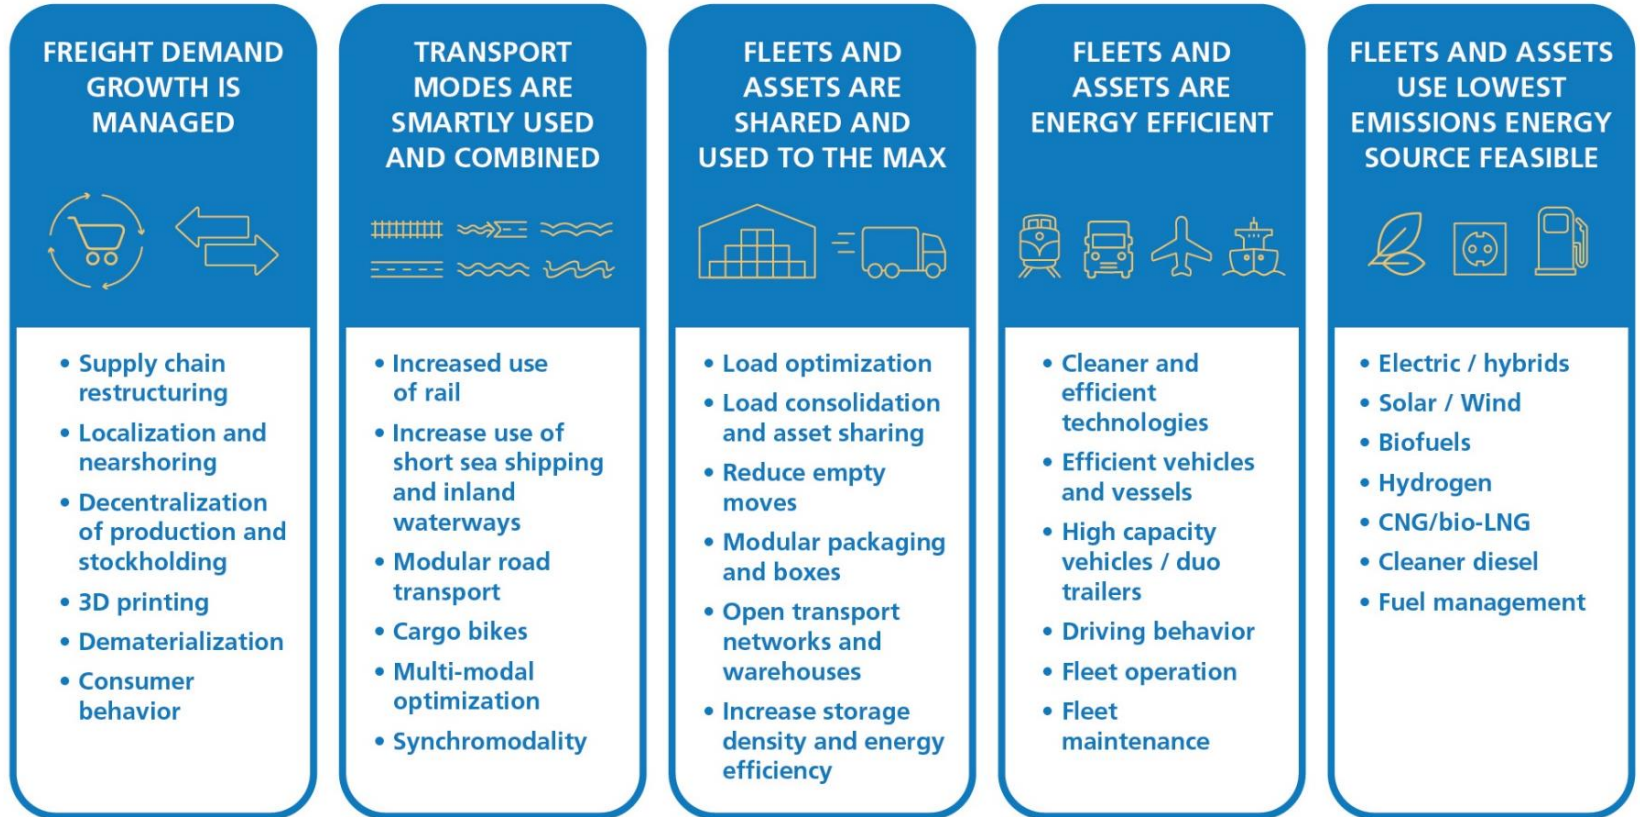 FREIGHT DEMAND
GROWTH IS
MANAGED
• Supply chain
restructuring
• Localization and
nearshoring
• Decentralization
of production and
stockholding
• 3D printing
• Dematerialization
• Consumer
behavior
TRANSPORT
MODES ARE
SMARTLY USED
AND COMBINED
• Increased use
of rail
• Increase use of
short sea shipping
and inland
waterways
• Modular road
transport
• Cargo bikes
• Multi-modal
optimization
• Synchromodality
FLEETS AND
ASSETS ARE
SHARED AND
USED TO THE MAX
• Load optimization
• Load consolidation
and asset sharing
• Reduce empty
moves
• Modular packaging
and boxes
• Open transport
networks and
warehouses
• Increase storage
density and energy
efficiency
FLEETS AND
ASSETS ARE
ENERGY EFFICIENT
• Cleaner and
efficient
technologies
• Efficient vehicles
and vessels
• High capacity
vehicles / duo
trailers
• Driving behavior
• Fleet operation
• Fleet
maintenance
FLEETS AND ASSETS
USE LOWEST
EMISSIONS ENERGY
SOURCE FEASIBLE
• Electric / hybrids
• Solar / Wind
• Biofuels
• Hydrogen
• CNG/bio-LNG
• Cleaner diesel
• Fuel management